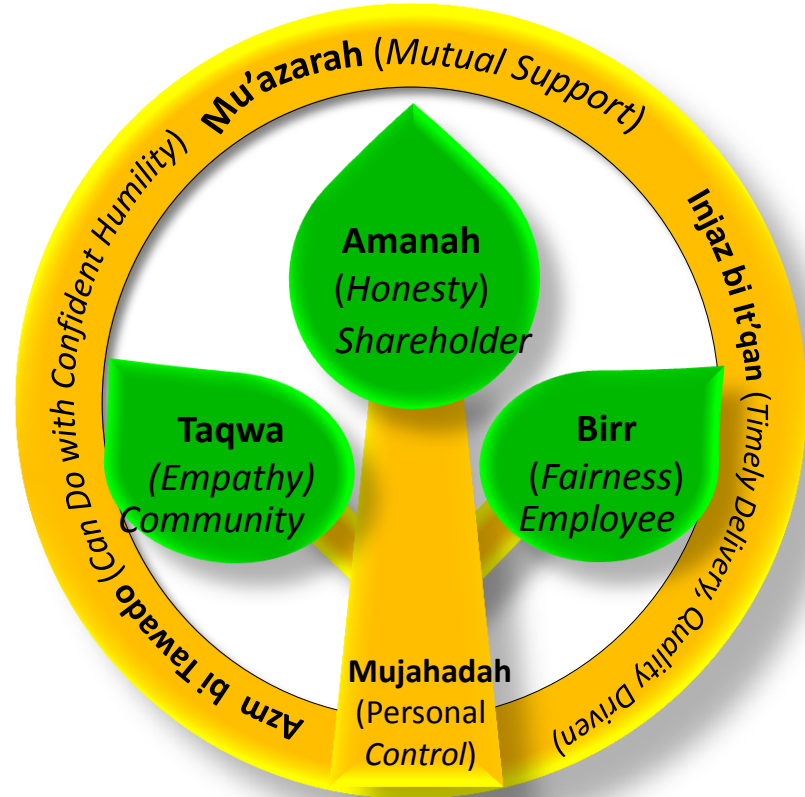 Mu’azarah (Mutual Support)
Injaz bi It’qan (Timely Delivery, Quality Driven)
Azm bi Tawado (Can Do with Confident Humility)
Amanah
(Honesty)
Shareholder
Taqwa
(Empathy)
Community
Birr
(Fairness)
Employee
Mujahadah
(Personal
Control)